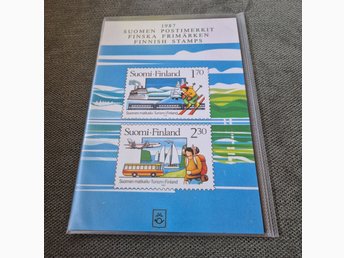 1987
SUOMEN POSTIMERKIT
FINSKA FRIMÄRKEN
FINNISH STAMPS
Suomi-Finland 1,70
Suomen matkailu-Turism i Finland
Suomi-Finland 2,30
Suomen matkailu-Turism i Finland